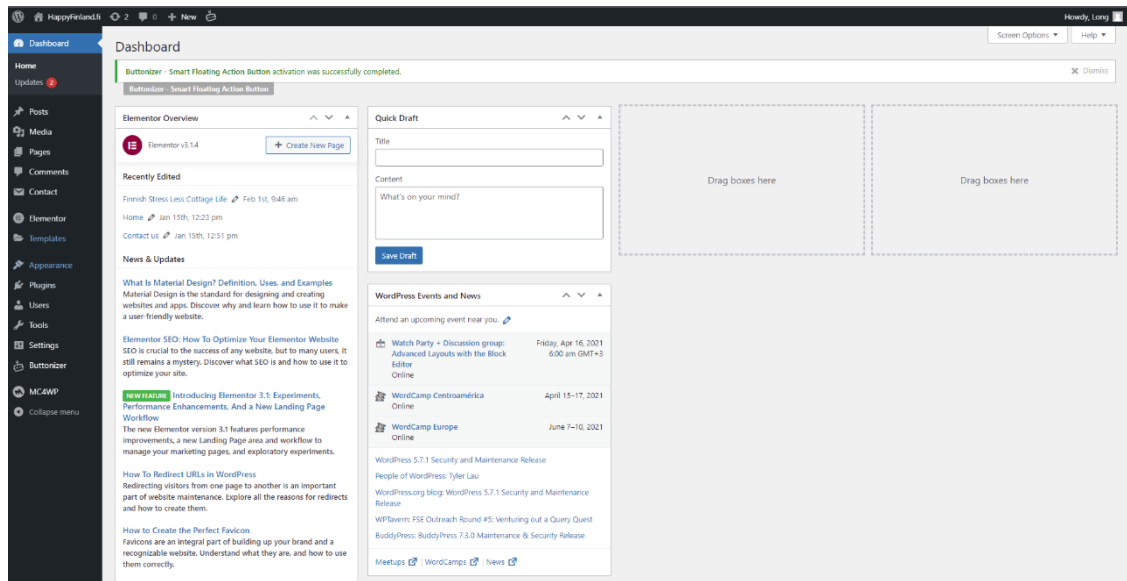 HappyFinland.fi 2 0 + New
Howdy, Long
Dashboard
Home
Updates 2
Posts
Media
Pages
Comments
Contact
Elementor
Templates
Appearance
Plugins
Users
Tools
Settings
Buttonizer
MC4WP
Collapse menu
Screen Options ▼
Help ▼
Dashboard
Buttonizer - Smart Floating Action Button activation was successfully completed.
Dismiss
Buttonizer - Smart Floating Action Button
Elementor Overview
Elementor v3.1.4
+ Create New Page
Recently Edited
Finnish Stress Less Cottage Life Feb 1st, 9:46 am
Home Jan 15th, 12:23 pm
Contact us Jan 15th, 12:51 pm
News & Updates
What Is Material Design? Definition, Uses, and Examples
Material Design is the standard for designing and creating
websites and apps. Discover why and learn how to use it to make
a user-friendly website.
Elementor SEO: How To Optimize Your Elementor Website
SEO is crucial to the success of any website, but to many users, it
still remains a mystery. Discover what SEO is and how to use it to
optimize your site.
NEW FEATURE Introducing Elementor 3.1: Experiments,
Performance Enhancements, And a New Landing Page
Workflow
The new Elementor version 3.1 features performance
improvements, a new Landing Page area and workflow to
manage your marketing pages, and exploratory experiments.
How To Redirect URLs in WordPress
Redirecting visitors from one page to another is an important
part of website maintenance. Explore all the reasons for redirects
and how to create them.
How to Create the Perfect Favicon
Favicons are an integral part of building up your brand and a
recognizable website. Understand what they are, and how to use
them correctly.
Quick Draft
Title
Content
What's on your mind?
Save Draft
WordPress Events and News
Attend an upcoming event near you.
Watch Party + Discussion group: Friday, Apr 16, 2021
Advanced Layouts with the Block 6:00 am GMT+3
Editor
Online
WordCamp Centroamérica April 15–17, 2021
Online
WordCamp Europe June 7–10, 2021
Online
WordPress 5.7.1 Security and Maintenance Release
People of WordPress: Tyler Lau
WordPress.org blog: WordPress 5.7.1 Security and Maintenance
Release
WPTavern: FSE Outreach Round #5: Venturing out a Query Quest
BuddyPress: BuddyPress 7.3.0 Maintenance & Security Release
Meetups | WordCamps | News
Drag boxes here
Drag boxes here